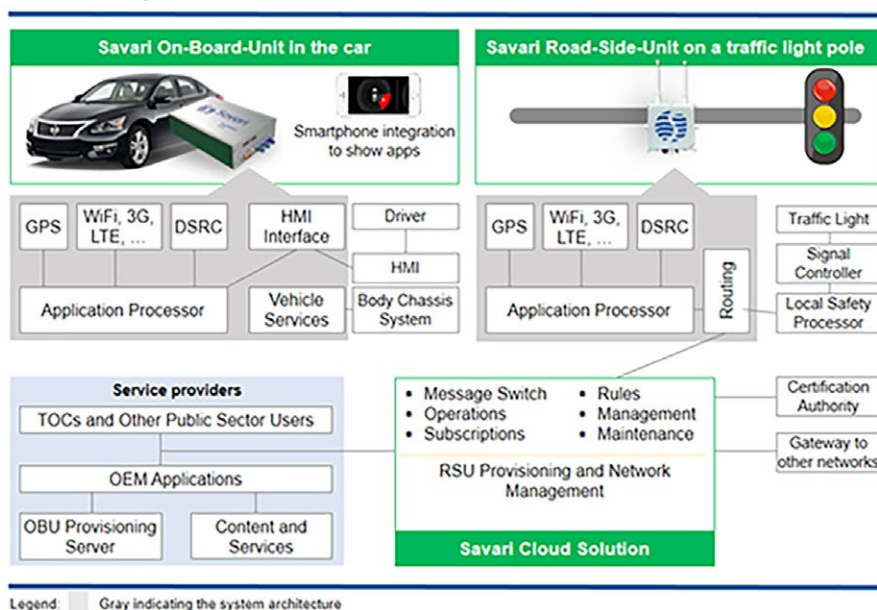 Savari On-Board-Unit in the car
Savari
Smartphone integration
to show apps
GPS
WiFi, 3G,
LTE, ...
DSRC
HMI
Interface
Driver
HMI
Application Processor
Vehicle
Services
Body Chassis
System
Savari Road-Side-Unit on a traffic light pole
GPS
WiFi, 3G,
LTE, ...
DSRC
Routing
Application Processor
Traffic Light
Signal
Controller
Local Safety
Processor
Service providers
TOCs and Other Public Sector Users
OEM Applications
OBU Provisioning
Server
Content and
Services
• Message Switch
• Operations
• Subscriptions
• Rules
• Management
• Maintenance
RSU Provisioning and Network
Management
Savari Cloud Solution
Certification
Authority
Gateway to
other networks
Legend: Gray indicating the system architecture